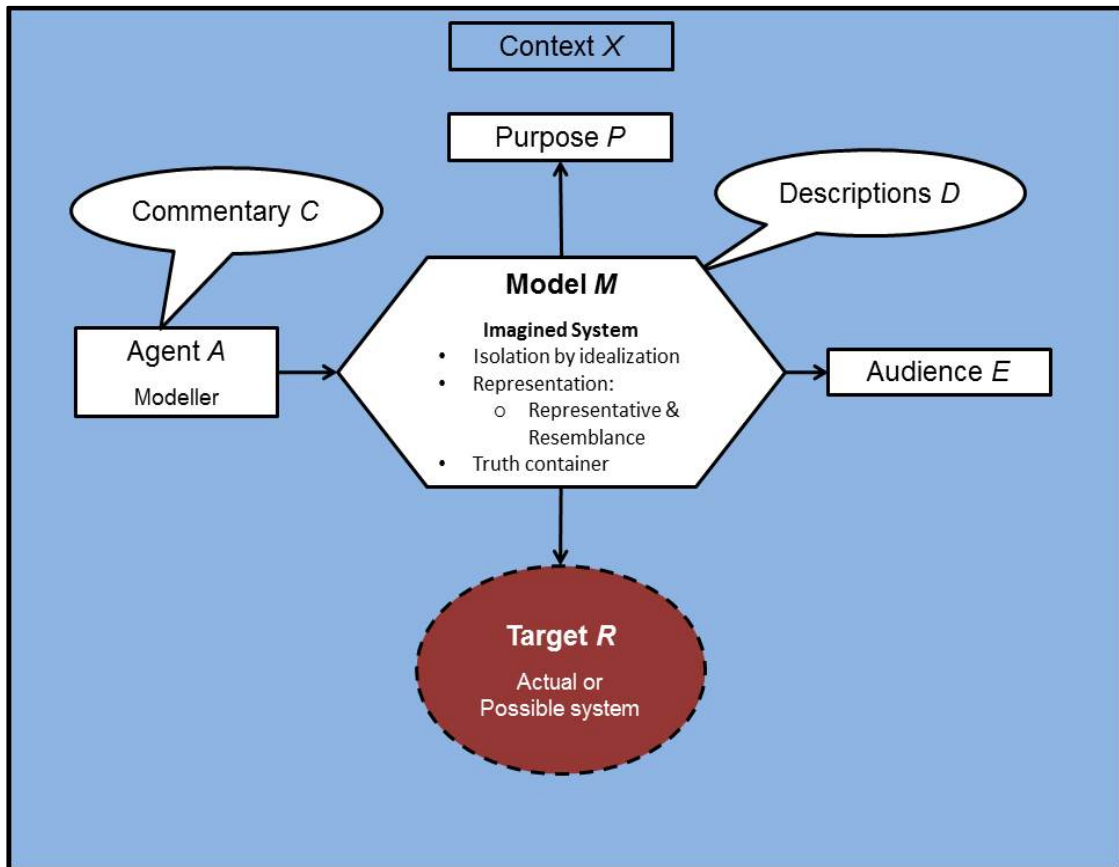 Context X
Purpose P
Commentary C
Descriptions D
Model M
Imagined System
• Isolation by idealization
• Representation:
o Representative &
Resemblance
• Truth container
Agent A
Modeller
Audience E
Target R
Actual or
Possible system